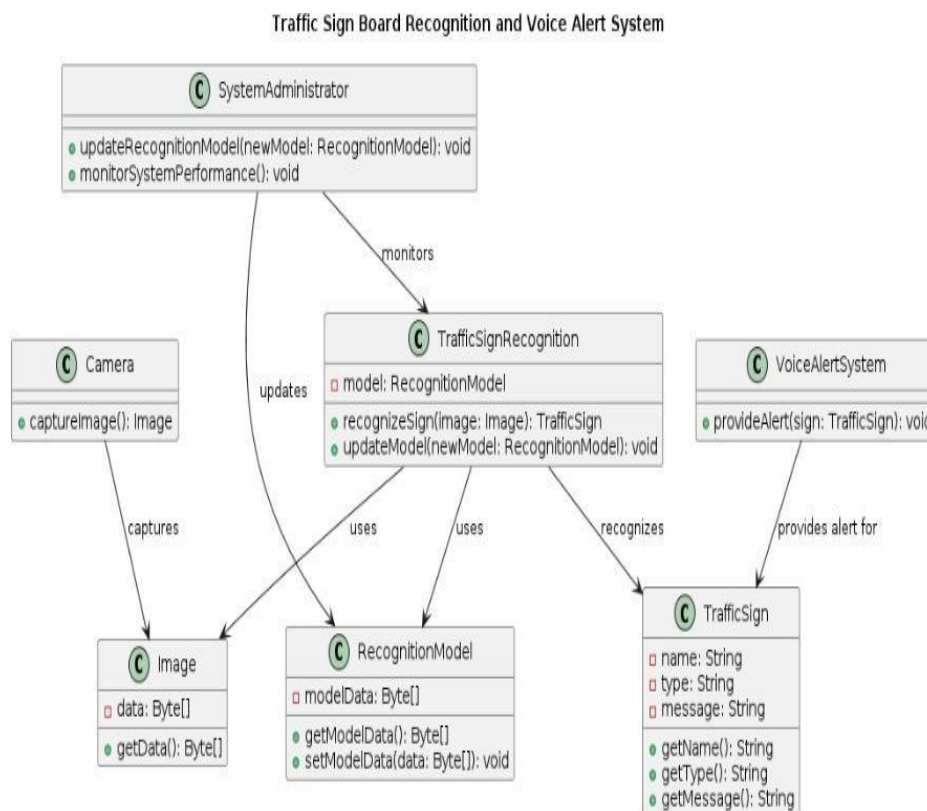 Traffic Sign Board Recognition and Voice Alert System
C SystemAdministrator
updateRecognitionModel(newModel: RecognitionModel): void
monitorSystemPerformance(): void
monitors
updates
C Camera
captureImage(): Image
C TrafficSignRecognition
model: RecognitionModel
recognizeSign(image: Image): TrafficSign
updateModel(newModel: RecognitionModel): void
C VoiceAlertSystem
provideAlert(sign: TrafficSign): void
captures
uses
uses
recognizes
provides alert for
C Image
data: Byte[]
getData(): Byte[]
C RecognitionModel
modelData: Byte[]
getModelData(): Byte[]
setModelData(data: Byte[]): void
C TrafficSign
name: String
type: String
message: String
getName(): String
getType(): String
getMessage(): String